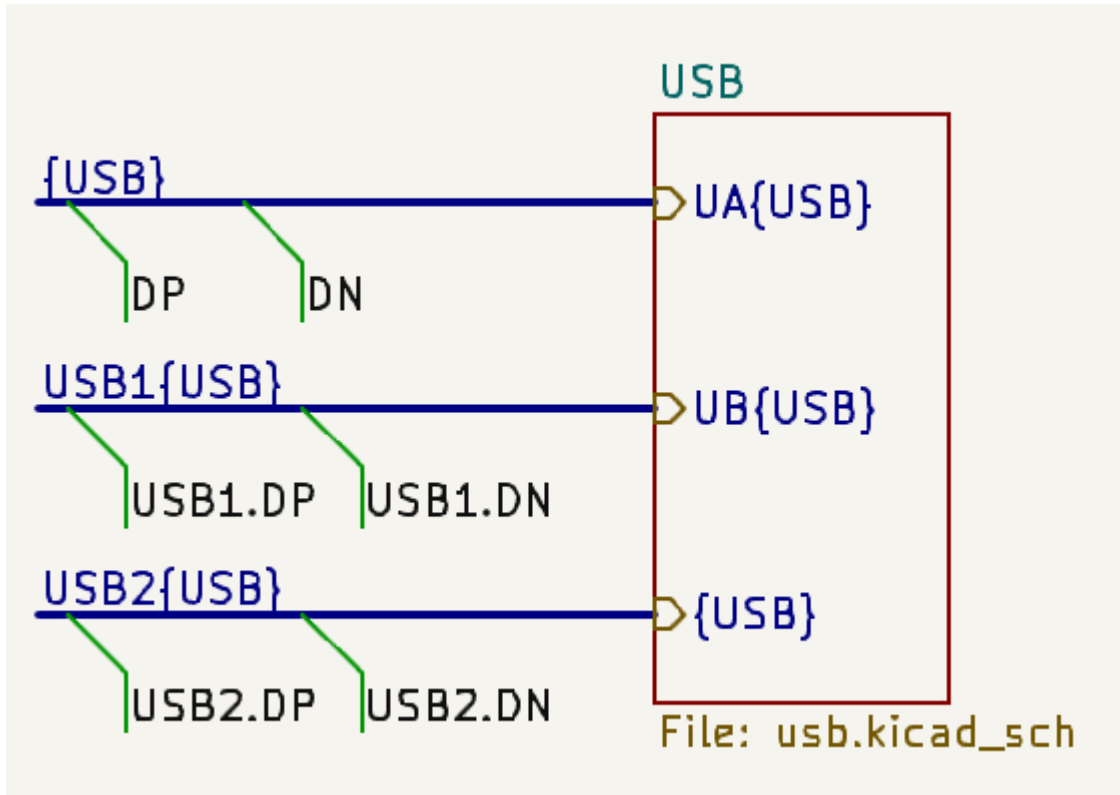 USB
{USB}
UA{USB}
DP
DN
USB1{USB}
UB{USB}
USB1.DP
USB1.DN
USB2{USB}
{USB}
USB2.DP
USB2.DN
File: usb.kicad_sch